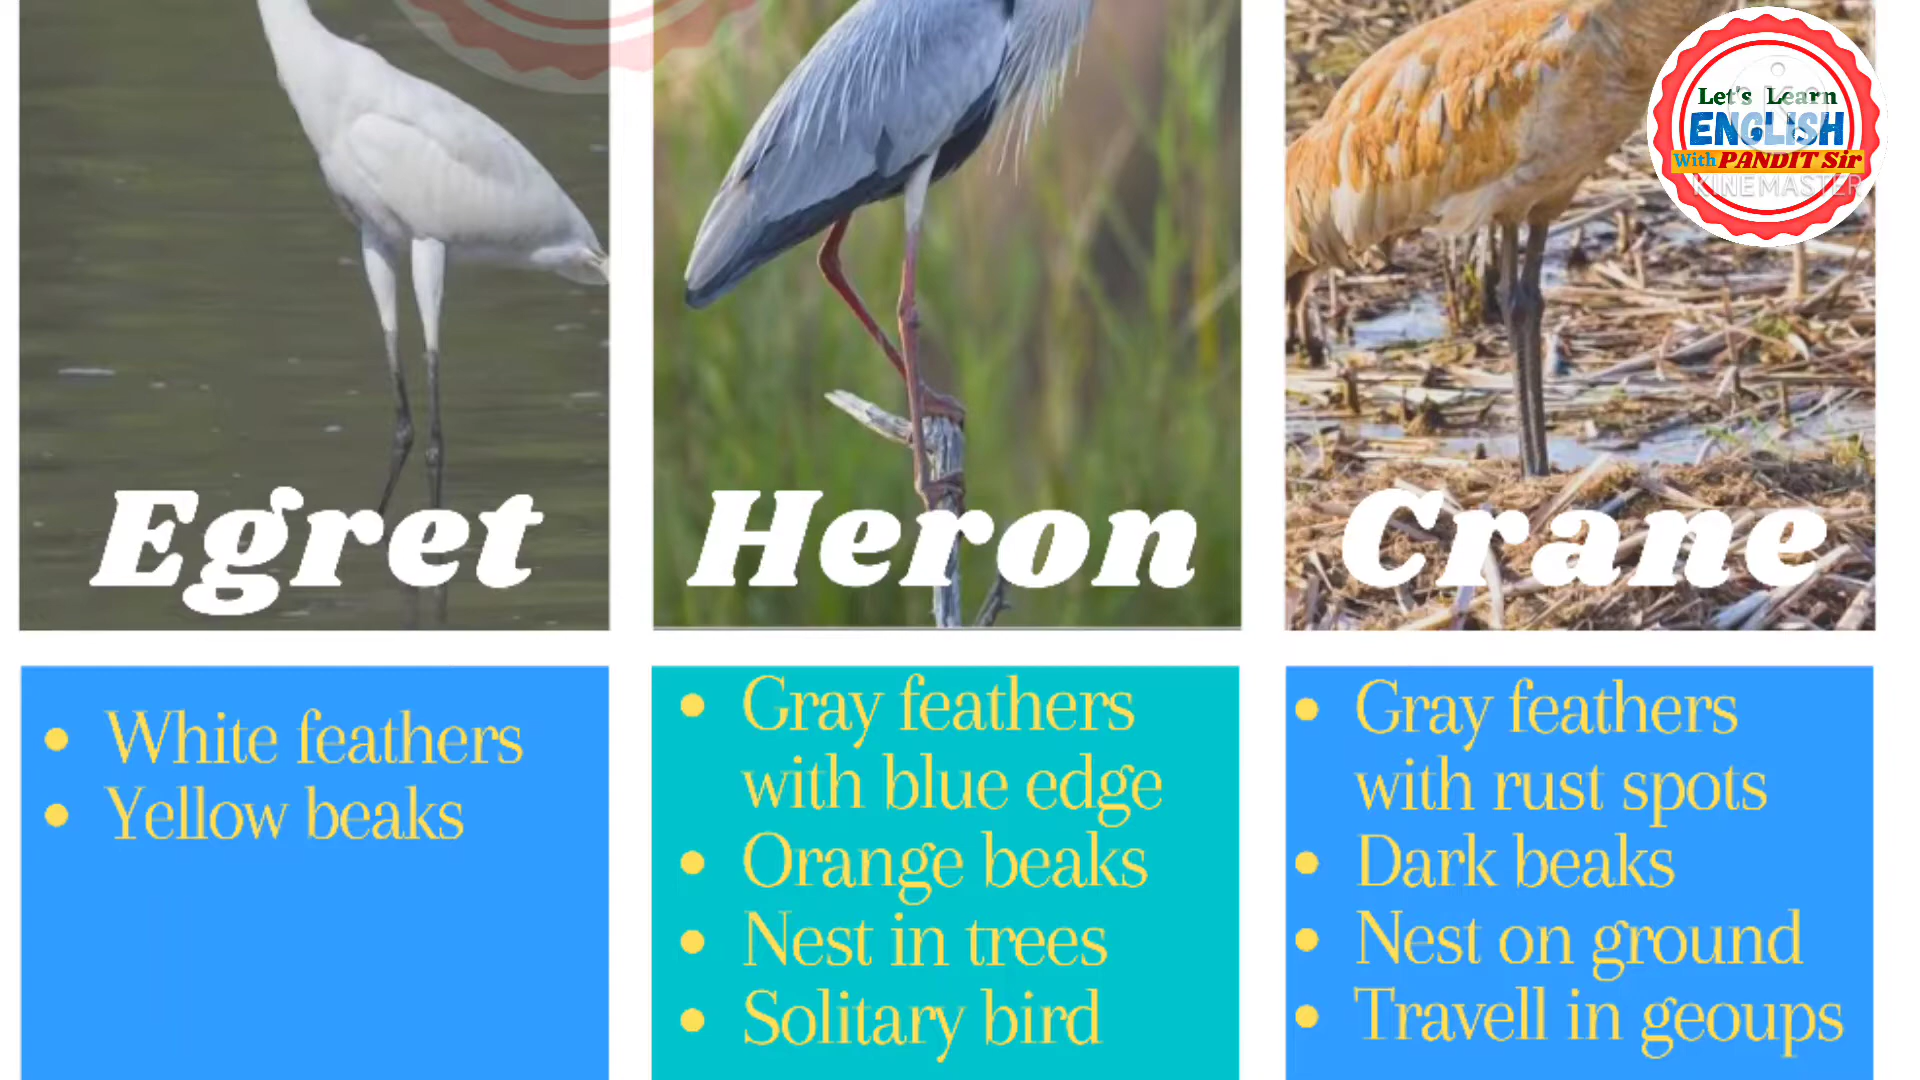 Let's Learn
ENGLISH
With PANDIT Sir
KINEMASTER
Egret
Heron
Crane
White feathers
Yellow beaks
Gray feathers
with blue edge
Orange beaks
Nest in trees
Solitary bird
Gray feathers
with rust spots
Dark beaks
Nest on ground
Travell in geoups